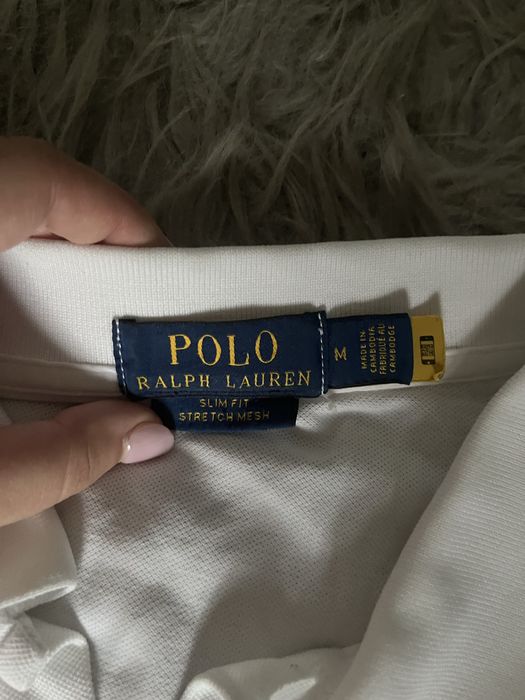 POLO
RALPH LAUREN
SLIM FIT
STRETCH MESH
M
MADE IN
CAMBODIA
FABRIQUÉ AU
CAMBODGE